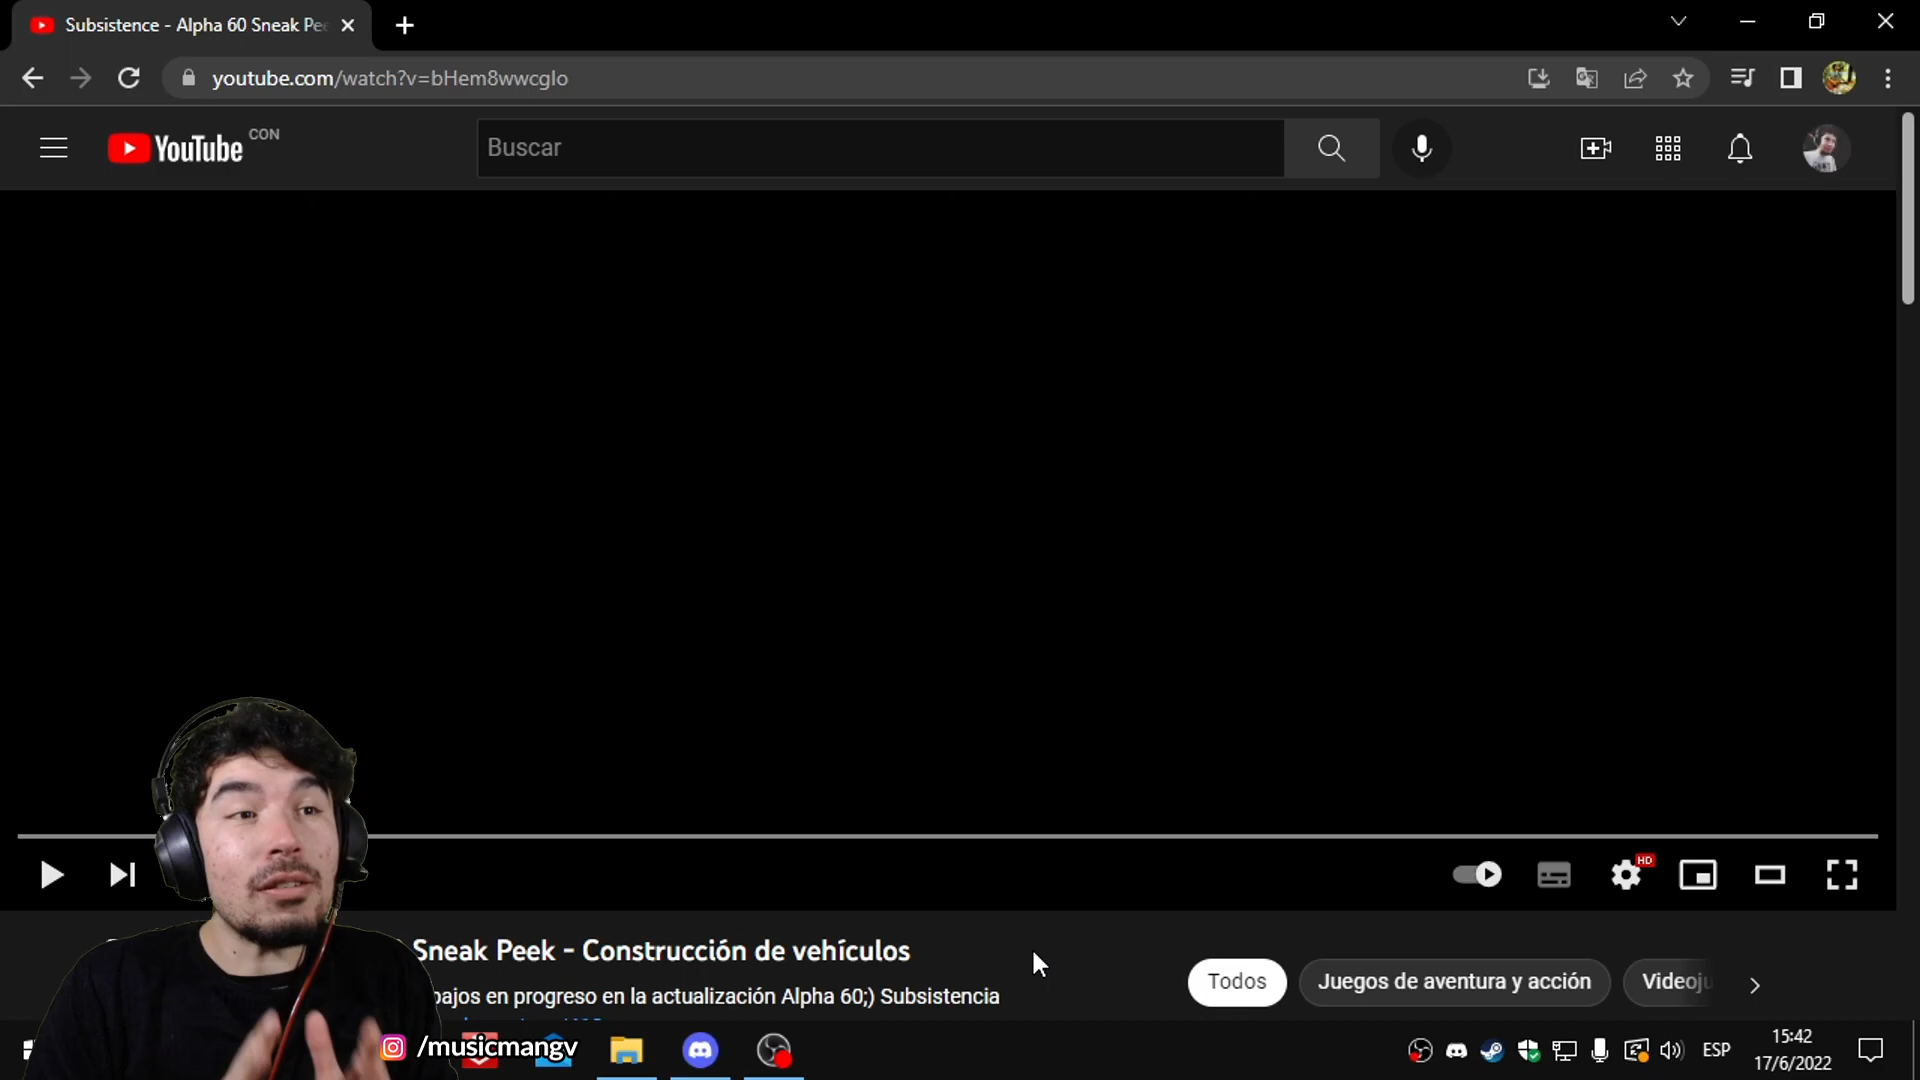 Subsistence - Alpha 60 Sneak Pee
youtube.com/watch?v=bHem8wwcglo
YouTube CON
Buscar
HD
Sneak Peek - Construcción de vehículos
bajos en progreso en la actualización Alpha 60;) Subsistencia
Todos
Juegos de aventura y acción
Videoju
/musicmangv
ESP
15:42
17/6/2022